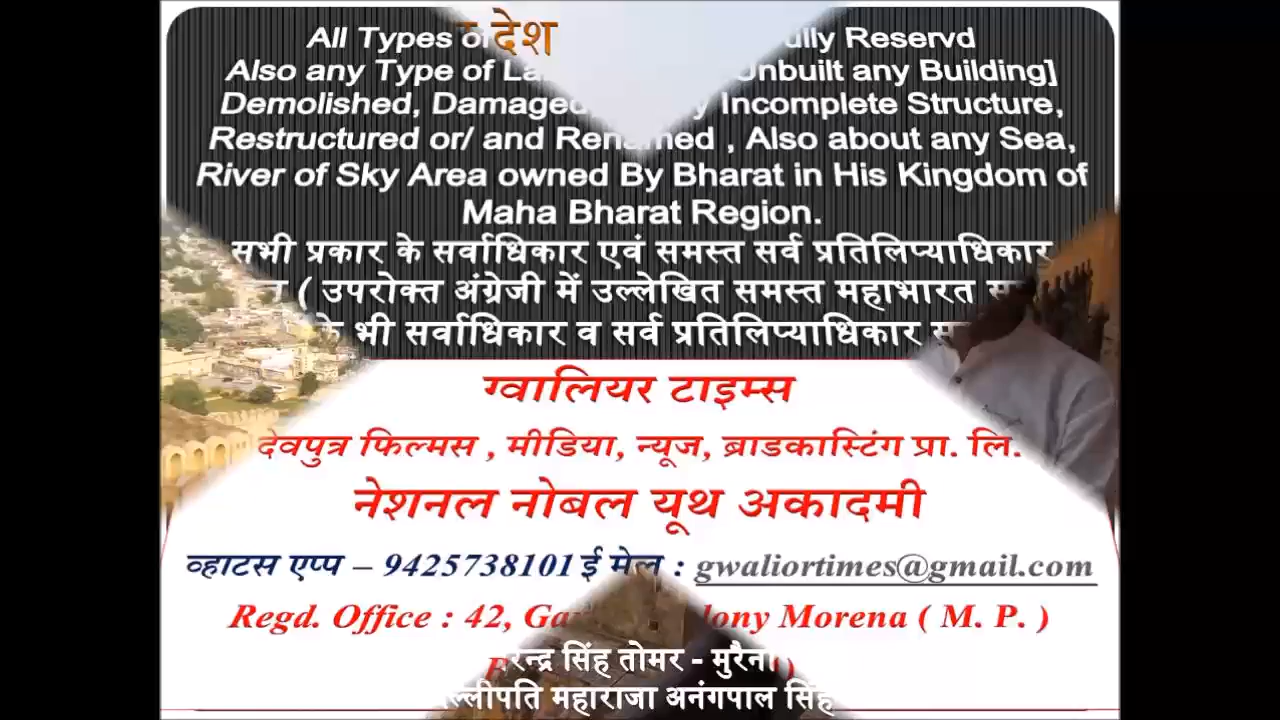 देश
All Types of ully Reservd
Also any Type of La Unbuilt any Building]
Demolished, Damaged, y Incomplete Structure,
Restructured or/ and Renamed , Also about any Sea,
River of Sky Area owned By Bharat in His Kingdom of
Maha Bharat Region.
सभी प्रकार के सर्वाधिकार एवं समस्त सर्व प्रतिलिप्याधिकार
( उपरोक्त अंग्रेजी में उल्लेखित समस्त महाभारत
के भी सर्वाधिकार व सर्व प्रतिलिप्याधिकार
ग्वालियर टाइम्स
देवपुत्र फिल्मस , मीडिया, न्यूज, ब्राडकास्टिंग प्रा. लि.
नेशनल नोबल यूथ अकादमी
व्हाटस एप्प – 9425738101 ई मेल : gwaliortimes@gmail.com
Regd. Office : 42, Ga lony Morena ( M. P. )
रेन्द्र सिंह तोमर - मुरैना
ल्लीपति महाराजा अनंगपाल सिंह